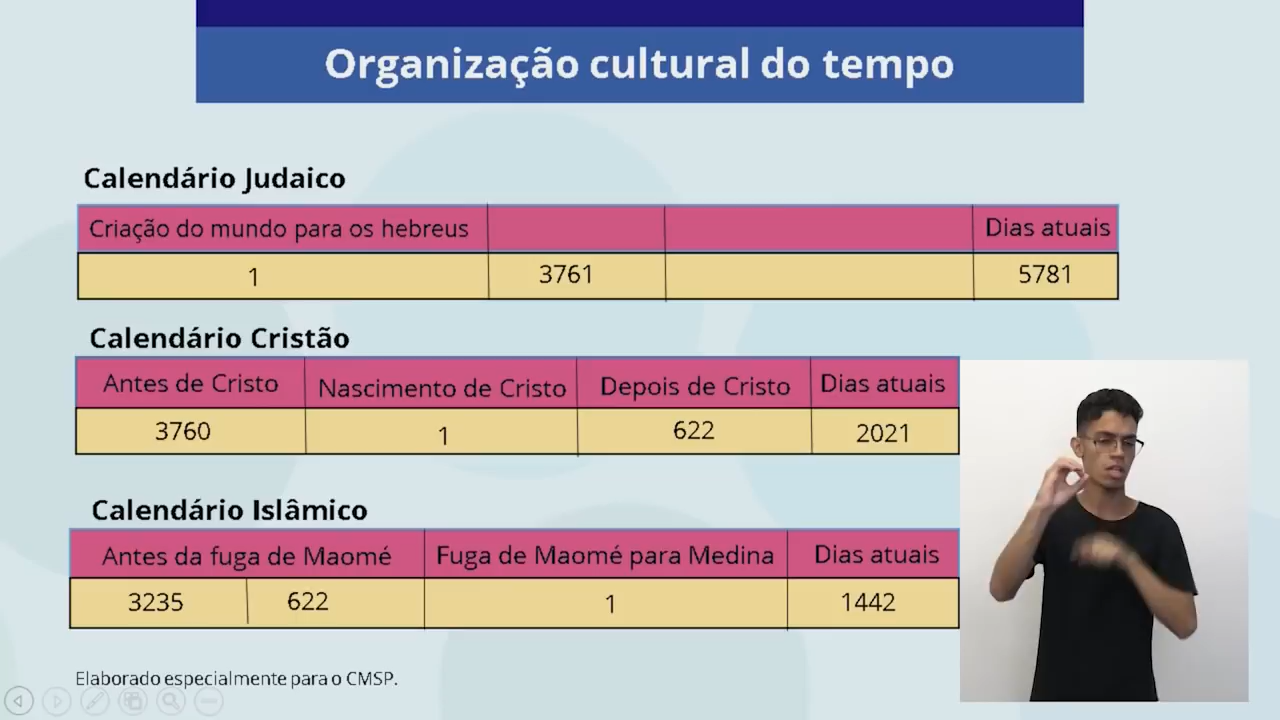 Organização cultural do tempo
Calendário Judaico
Criação do mundo para os hebreus Dias atuais
1 3761 5781
Calendário Cristão
Antes de Cristo Nascimento de Cristo Depois de Cristo Dias atuais
3760 1 622 2021
Calendário Islâmico
Antes da fuga de Maomé Fuga de Maomé para Medina Dias atuais
3235 622 1 1442
Elaborado especialmente para o CMSP.